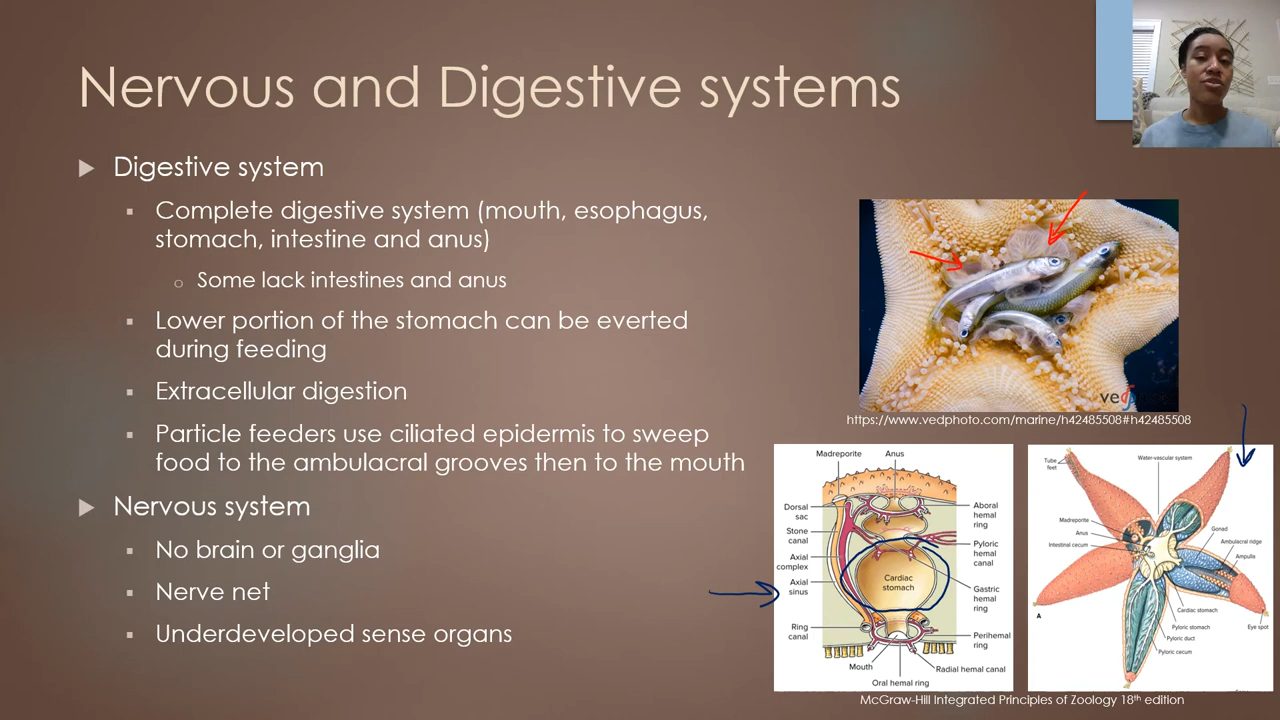 Nervous and Digestive systems
Digestive system
Complete digestive system (mouth, esophagus,
stomach, intestine and anus)
Some lack intestines and anus
Lower portion of the stomach can be everted
during feeding
Extracellular digestion
Particle feeders use ciliated epidermis to sweep
food to the ambulacral grooves then to the mouth
Nervous system
No brain or ganglia
Nerve net
Underdeveloped sense organs
https://www.vedphoto.com/marine/h42485508#h42485508
Madreporite
Anus
Dorsal
sac
Stone
canal
Axial
complex
Axial
sinus
Ring
canal
Mouth
Oral hemal ring
Radial hemal canal
Perihemal
ring
Gastric
hemal
ring
Pyloric
hemal
canal
Aboral
hemal
ring
Cardiac
stomach
Tube
feet
Water-vascular system
Madreporite
Anus
Intestinal cecum
Gonad
Ambulacral ridge
Ampulla
Cardiac stomach
Pyloric stomach
Pyloric duct
Pyloric cecum
Eye spot
A
McGraw-Hill Integrated Principles of Zoology 18th edition